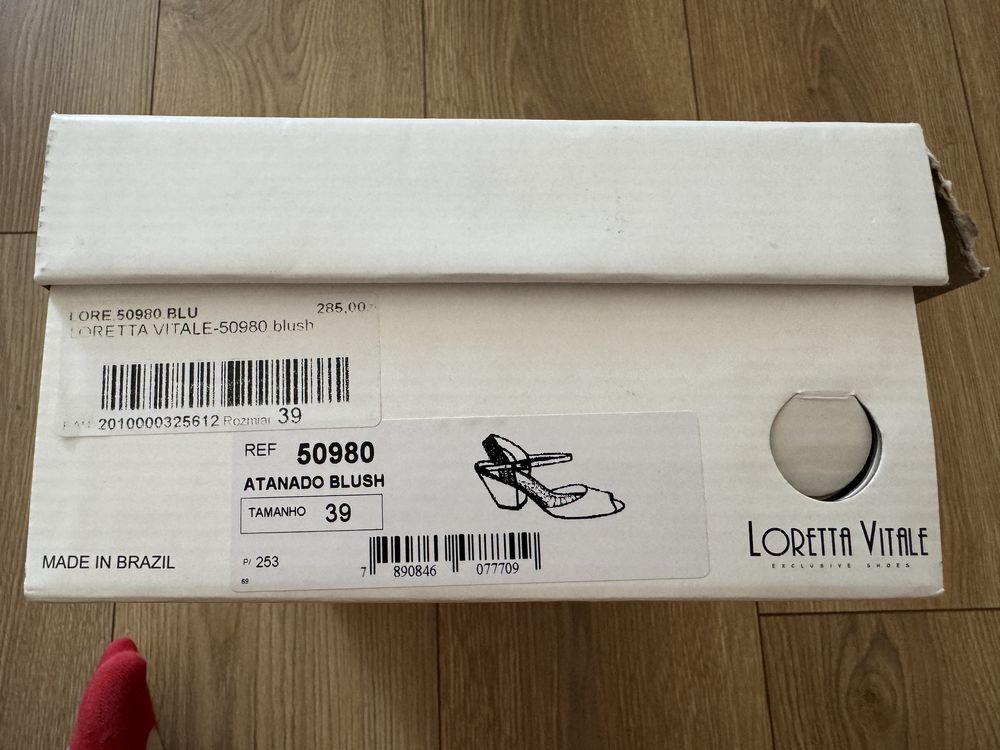 LORE.50980.BLU 285,00
LORETTA VITALE-50980 blush
2010000325612 Rozmiar 39
REF 50980
ATANADO BLUSH
TAMANHO 39
P/ 253
69
7 890846 077709
MADE IN BRAZIL
LORETTA VITALE
EXCLUSIVE SHOES